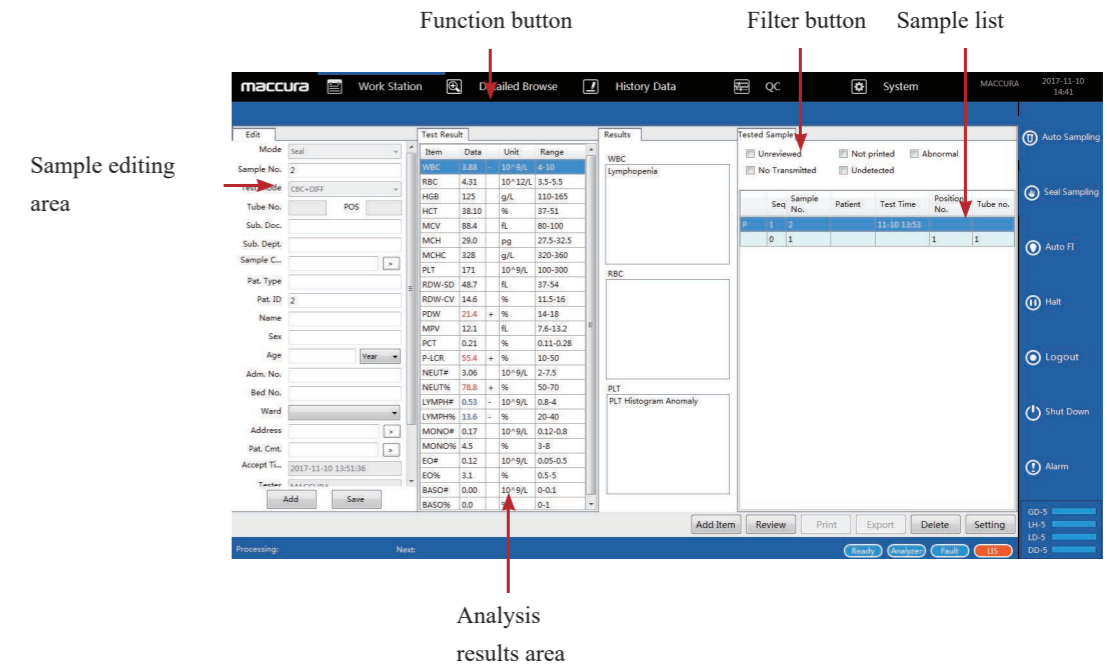 Function button
Filter button
Sample list
maccura
Work Station
Detailed Browse
History Data
QC
System
MACCURA
2017-11-10
14:41
Sample editing
area
Edit
Mode Seal
Sample No. 2
Test Mode CBC+DIFF
Tube No. POS
Sub. Doc.
Sub. Dept.
Sample C... >
Pat. Type
Pat. ID 2
Name
Sex
Age Year
Adm. No.
Bed No.
Ward
Address >
Pat. Cmt. >
Accept Ti... 2017-11-10 13:51:36
Tester MACCURA
Add Save
Test Result
Item Data Unit Range
WBC 3.88 - 10^9/L 4-10
RBC 4.31 10^12/L 3.5-5.5
HGB 125 g/L 110-165
HCT 38.10 % 37-51
MCV 88.4 fL 80-100
MCH 29.0 pg 27.5-32.5
MCHC 328 g/L 320-360
PLT 171 10^9/L 100-300
RDW-SD 48.7 fL 37-54
RDW-CV 14.6 % 11.5-16
PDW 21.4 + % 14-18
MPV 12.1 fL 7.6-13.2
PCT 0.21 % 0.11-0.28
P-LCR 55.4 + % 10-50
NEUT# 3.06 10^9/L 2-7.5
NEUT% 78.8 + % 50-70
LYMPH# 0.53 - 10^9/L 0.8-4
LYMPH% 13.6 - % 20-40
MONO# 0.17 10^9/L 0.12-0.8
MONO% 4.5 % 3-8
EO# 0.12 10^9/L 0.05-0.5
EO% 3.1 % 0.5-5
BASO# 0.00 10^9/L 0-0.1
BASO% 0.0 % 0-1
Results
WBC
Lymphopenia
RBC
PLT
PLT Histogram Anomaly
Tested Sample
Unreviewed Not printed Abnormal
No Transmitted Undetected
Seq Sample No. Patient Test Time Position No. Tube no.
P 1 2 11-10 13:53
0 1 1 1
Add Item Review Print Export Delete Setting
Auto Sampling
Seal Sampling
Auto FI
Halt
Logout
Shut Down
Alarm
GD-5
LH-5
LD-5
DD-5
Processing: Next: Ready Analyzer Fault LIS
Analysis
results area